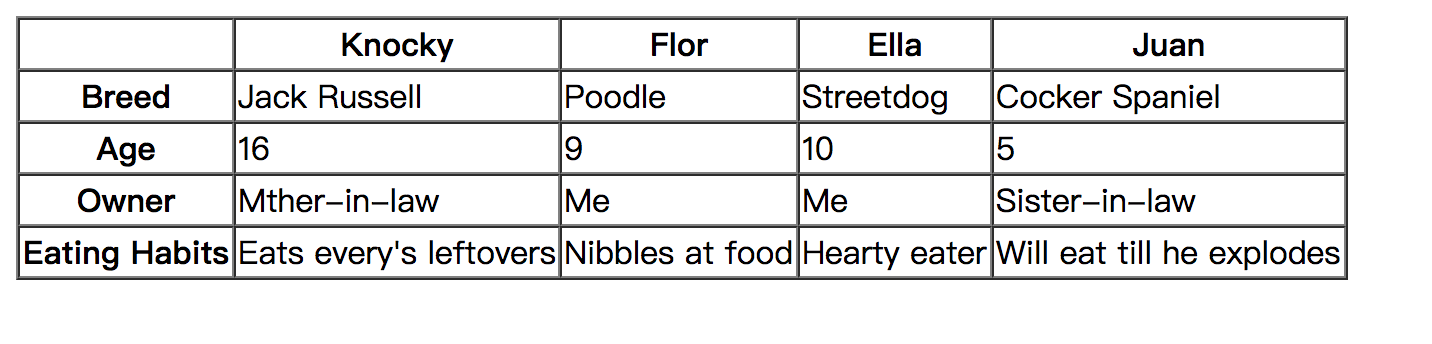 Knocky Flor Ella Juan
Breed Jack Russell Poodle Streetdog Cocker Spaniel
Age 16 9 10 5
Owner Mther-in-law Me Me Sister-in-law
Eating Habits Eats every's leftovers Nibbles at food Hearty eater Will eat till he explodes